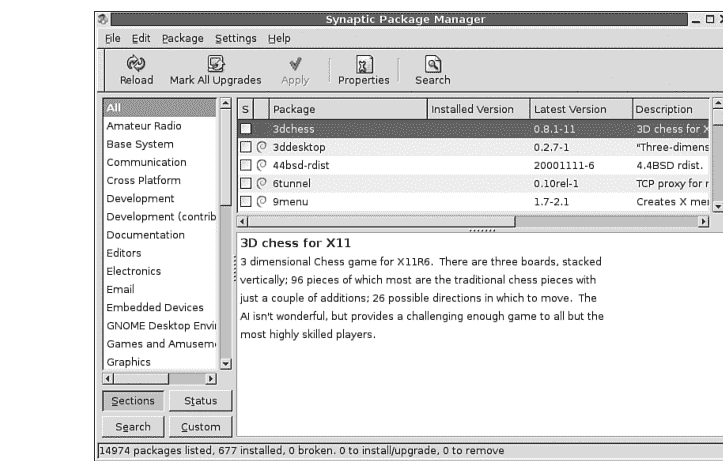 Synaptic Package Manager
File Edit Package Settings Help
Reload Mark All Upgrades Apply Properties Search
All
Amateur Radio
Base System
Communication
Cross Platform
Development
Development (contrib
Documentation
Editors
Electronics
Email
Embedded Devices
GNOME Desktop Envi
Games and Amusem
Graphics
Sections Status
Search Custom
S Package Installed Version Latest Version Description
3dchess 0.8.1-11 3D chess for X
3ddesktop 0.2.7-1 "Three-dimens
44bsd-rdist 20001111-6 4.4BSD rdist.
6tunnel 0.10rel-1 TCP proxy for r
9menu 1.7-2.1 Creates X mer
3D chess for X11
3 dimensional Chess game for X11R6. There are three boards, stacked
vertically; 96 pieces of which most are the traditional chess pieces with
just a couple of additions; 26 possible directions in which to move. The
AI isn't wonderful, but provides a challenging enough game to all but the
most highly skilled players.
14974 packages listed, 677 installed, 0 broken. 0 to install/upgrade, 0 to remove